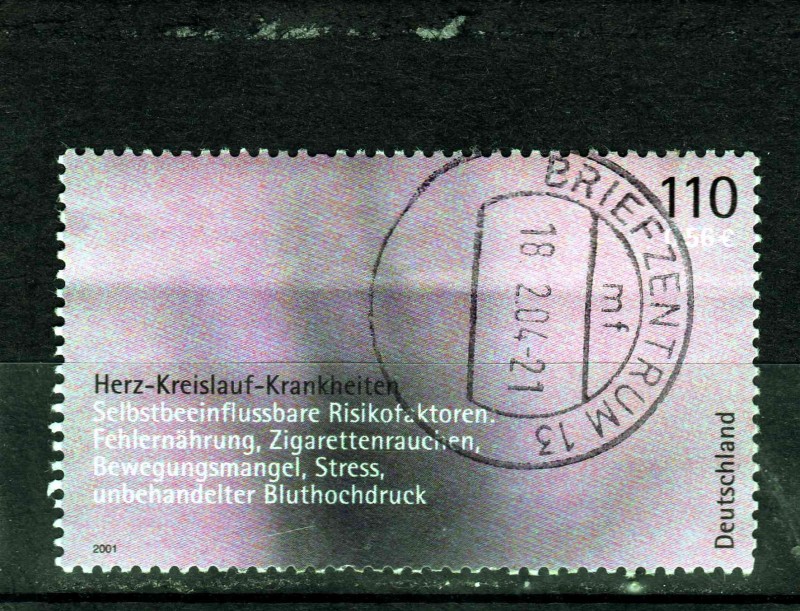 110
0,56 €
Herz-Kreislauf-Krankheiten
Selbstbeeinflussbare Risikofaktoren:
Fehlernährung, Zigarettenrauchen,
Bewegungsmangel, Stress,
unbehandelter Bluthochdruck
2001
Deutschland
BRIEFZENTRUM 13
mf
18.2.04-21